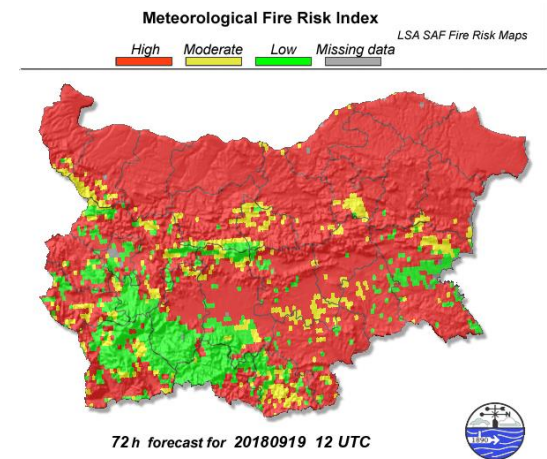 Meteorological Fire Risk Index
LSA SAF Fire Risk Maps
High Moderate Low Missing data
72 h forecast for 20180919 12 UTC
1890